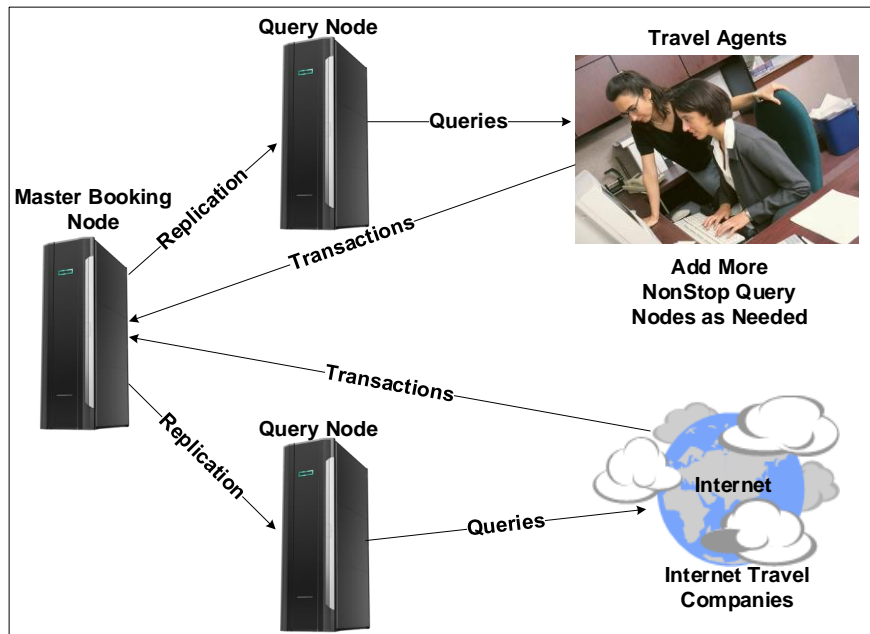 Query Node
Travel Agents
Queries
Replication
Master Booking
Node
Transactions
Add More
NonStop Query
Nodes as Needed
Transactions
Replication
Query Node
Internet
Queries
Internet Travel
Companies